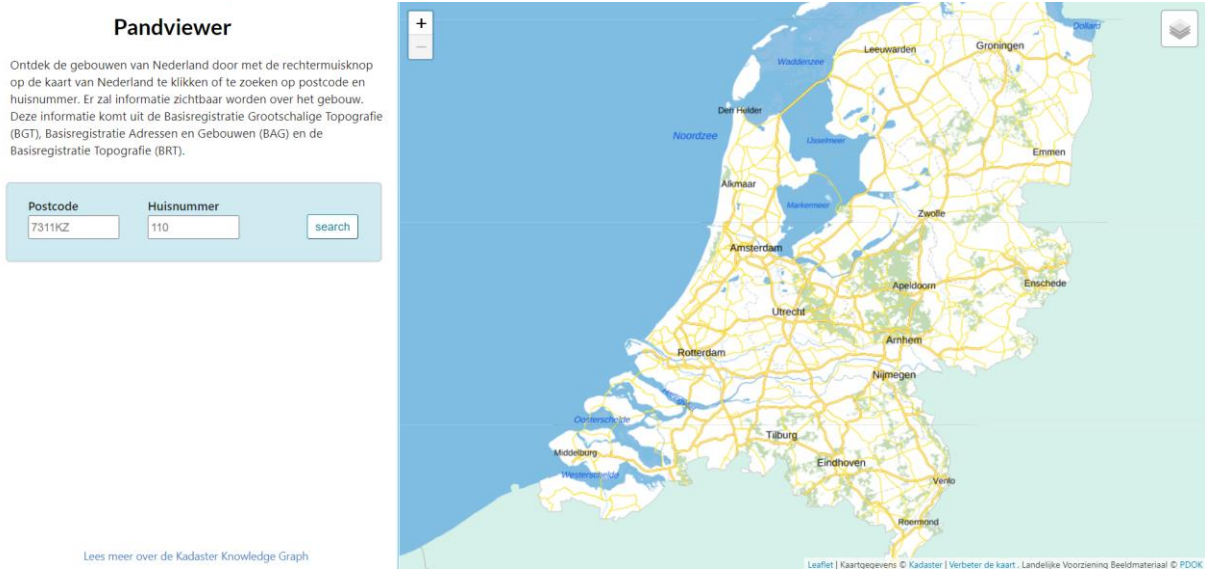 Pandviewer
Ontdek de gebouwen van Nederland door met de rechtermuisknop
op de kaart van Nederland te klikken of te zoeken op postcode en
huisnummer. Er zal informatie zichtbaar worden over het gebouw.
Deze informatie komt uit de Basisregistratie Grootschalige Topografie
(BGT), Basisregistratie Adressen en Gebouwen (BAG) en de
Basisregistratie Topografie (BRT).
Postcode
Huisnummer
7311KZ
110
search
Lees meer over de Kadaster Knowledge Graph
+
−
Dollard
Groningen
Leeuwarden
Waddenzee
Den Helder
Noordzee
IJsselmeer
Emmen
Alkmaar
Markermeer
Zwolle
Amsterdam
Apeldoorn
Enschede
Utrecht
Arnhem
Rotterdam
Nijmegen
Oosterschelde
Tilburg
Middelburg
Eindhoven
Westerschelde
Venlo
Roermond
Leaflet | Kaartgegevens © Kadaster | Verbeter de kaart . Landelijke Voorziening Beeldmateriaal © PDOK